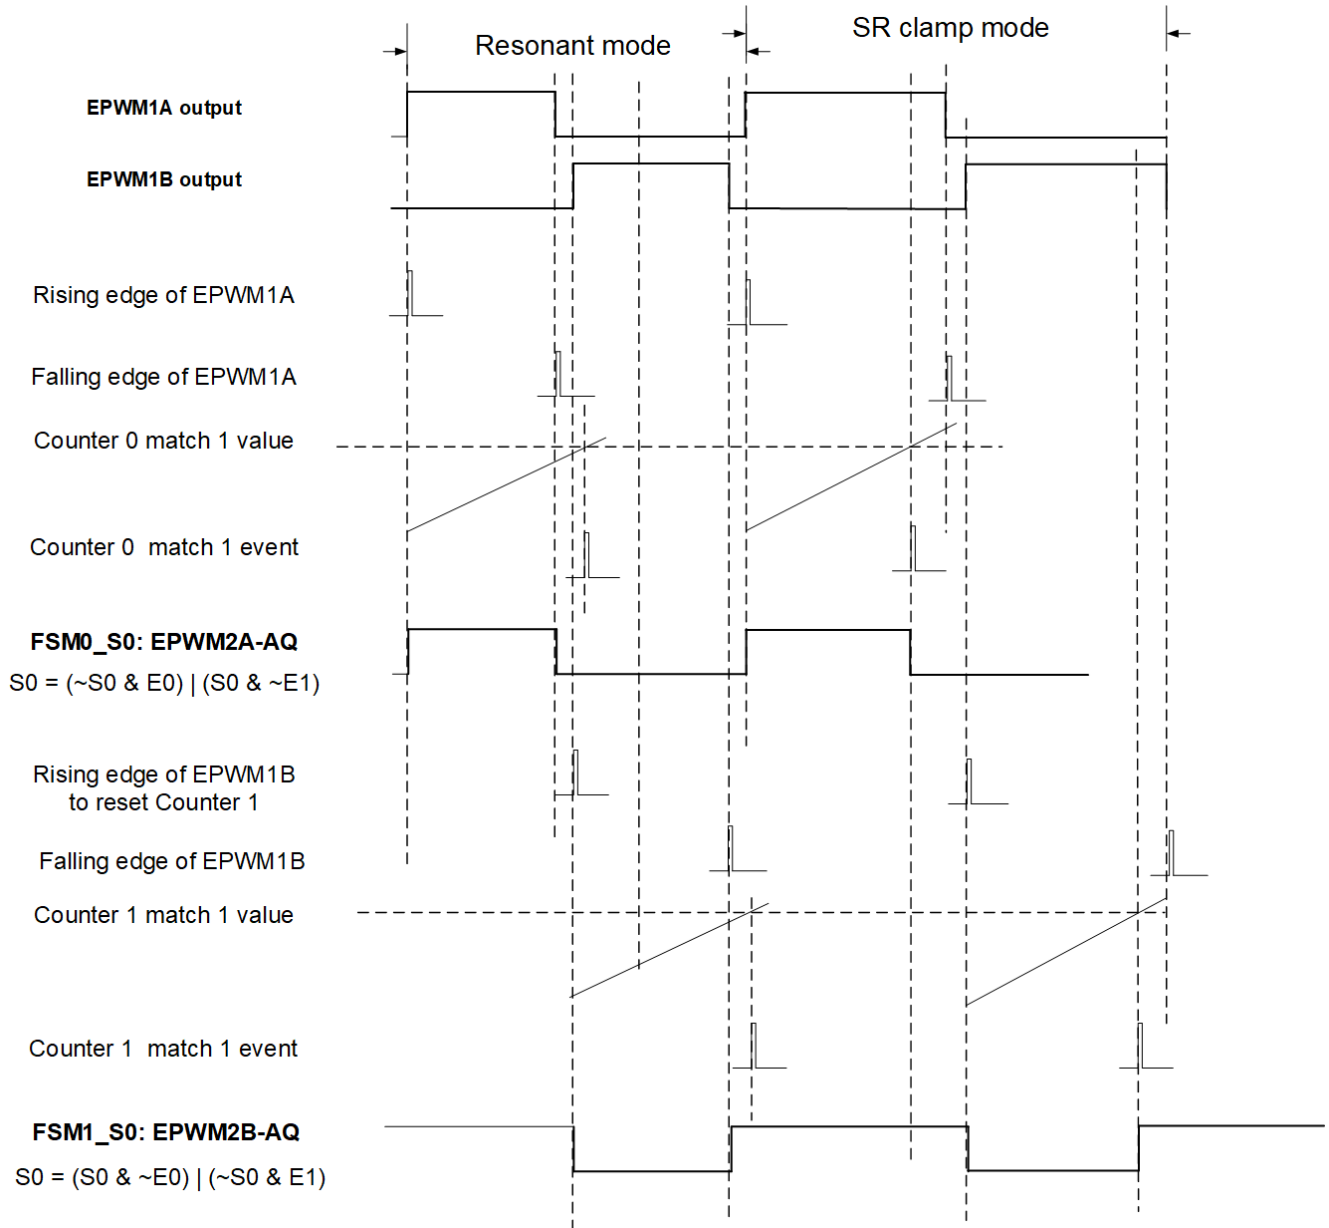 Resonant mode
SR clamp mode
EPWM1A output
EPWM1B output
Rising edge of EPWM1A
Falling edge of EPWM1A
Counter 0 match 1 value
Counter 0 match 1 event
FSM0_S0: EPWM2A-AQ
S0 = (~S0 & E0) | (S0 & ~E1)
Rising edge of EPWM1B
to reset Counter 1
Falling edge of EPWM1B
Counter 1 match 1 value
Counter 1 match 1 event
FSM1_S0: EPWM2B-AQ
S0 = (S0 & ~E0) | (~S0 & E1)